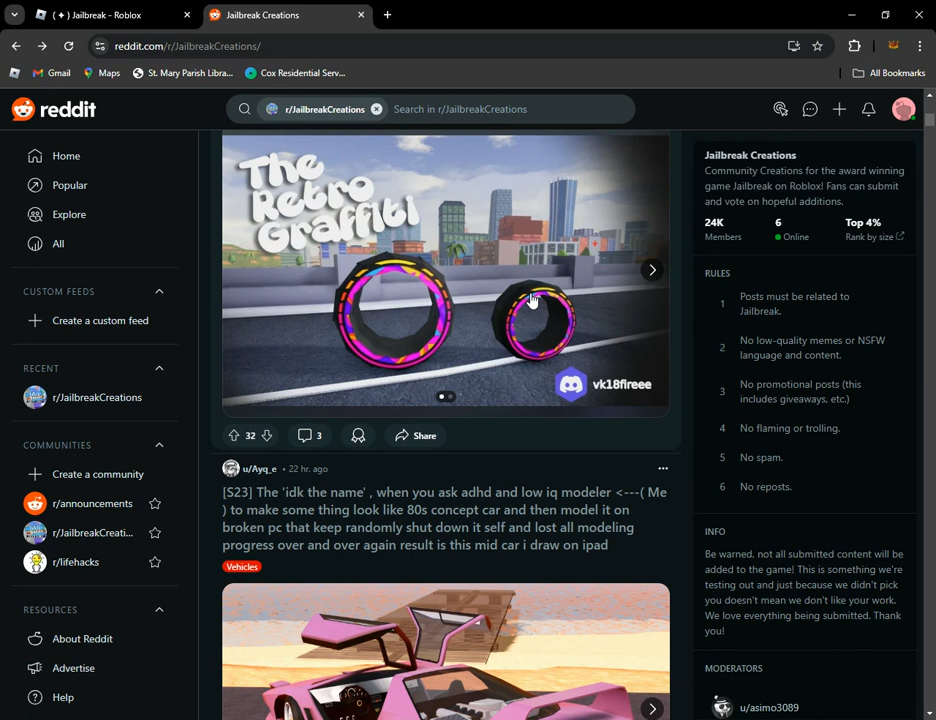 ( ✦ ) Jailbreak - Roblox
Jailbreak Creations
reddit.com/r/JailbreakCreations/
Gmail
Maps
St. Mary Parish Libra...
Cox Residential Serv...
All Bookmarks
reddit
r/JailbreakCreations
Search in r/JailbreakCreations
Home
Popular
Explore
All
CUSTOM FEEDS
Create a custom feed
RECENT
r/JailbreakCreations
COMMUNITIES
Create a community
r/announcements
r/JailbreakCreati...
r/lifehacks
RESOURCES
About Reddit
Advertise
Help
The
Retro
Graffiti
vk18fireee
32
3
Share
u/Ayq_e • 22 hr. ago
[S23] The 'idk the name' , when you ask adhd and low iq modeler <---( Me
) to make some thing look like 80s concept car and then model it on
broken pc that keep randomly shut down it self and lost all modeling
progress over and over again result is this mid car i draw on ipad
Vehicles
Jailbreak Creations
Community Creations for the award winning
game Jailbreak on Roblox! Fans can submit
and vote on hopeful additions.
24K
6
Top 4%
Members
Online
Rank by size
RULES
1 Posts must be related to
Jailbreak.
2 No low-quality memes or NSFW
language and content.
3 No promotional posts (this
includes giveaways, etc.)
4 No flaming or trolling.
5 No spam.
6 No reposts.
INFO
Be warned, not all submitted content will be
added to the game! This is something we're
testing out and just because we didn't pick
you doesn't mean we don't like your work.
We love everything being submitted. Thank
you!
MODERATORS
u/asimo3089